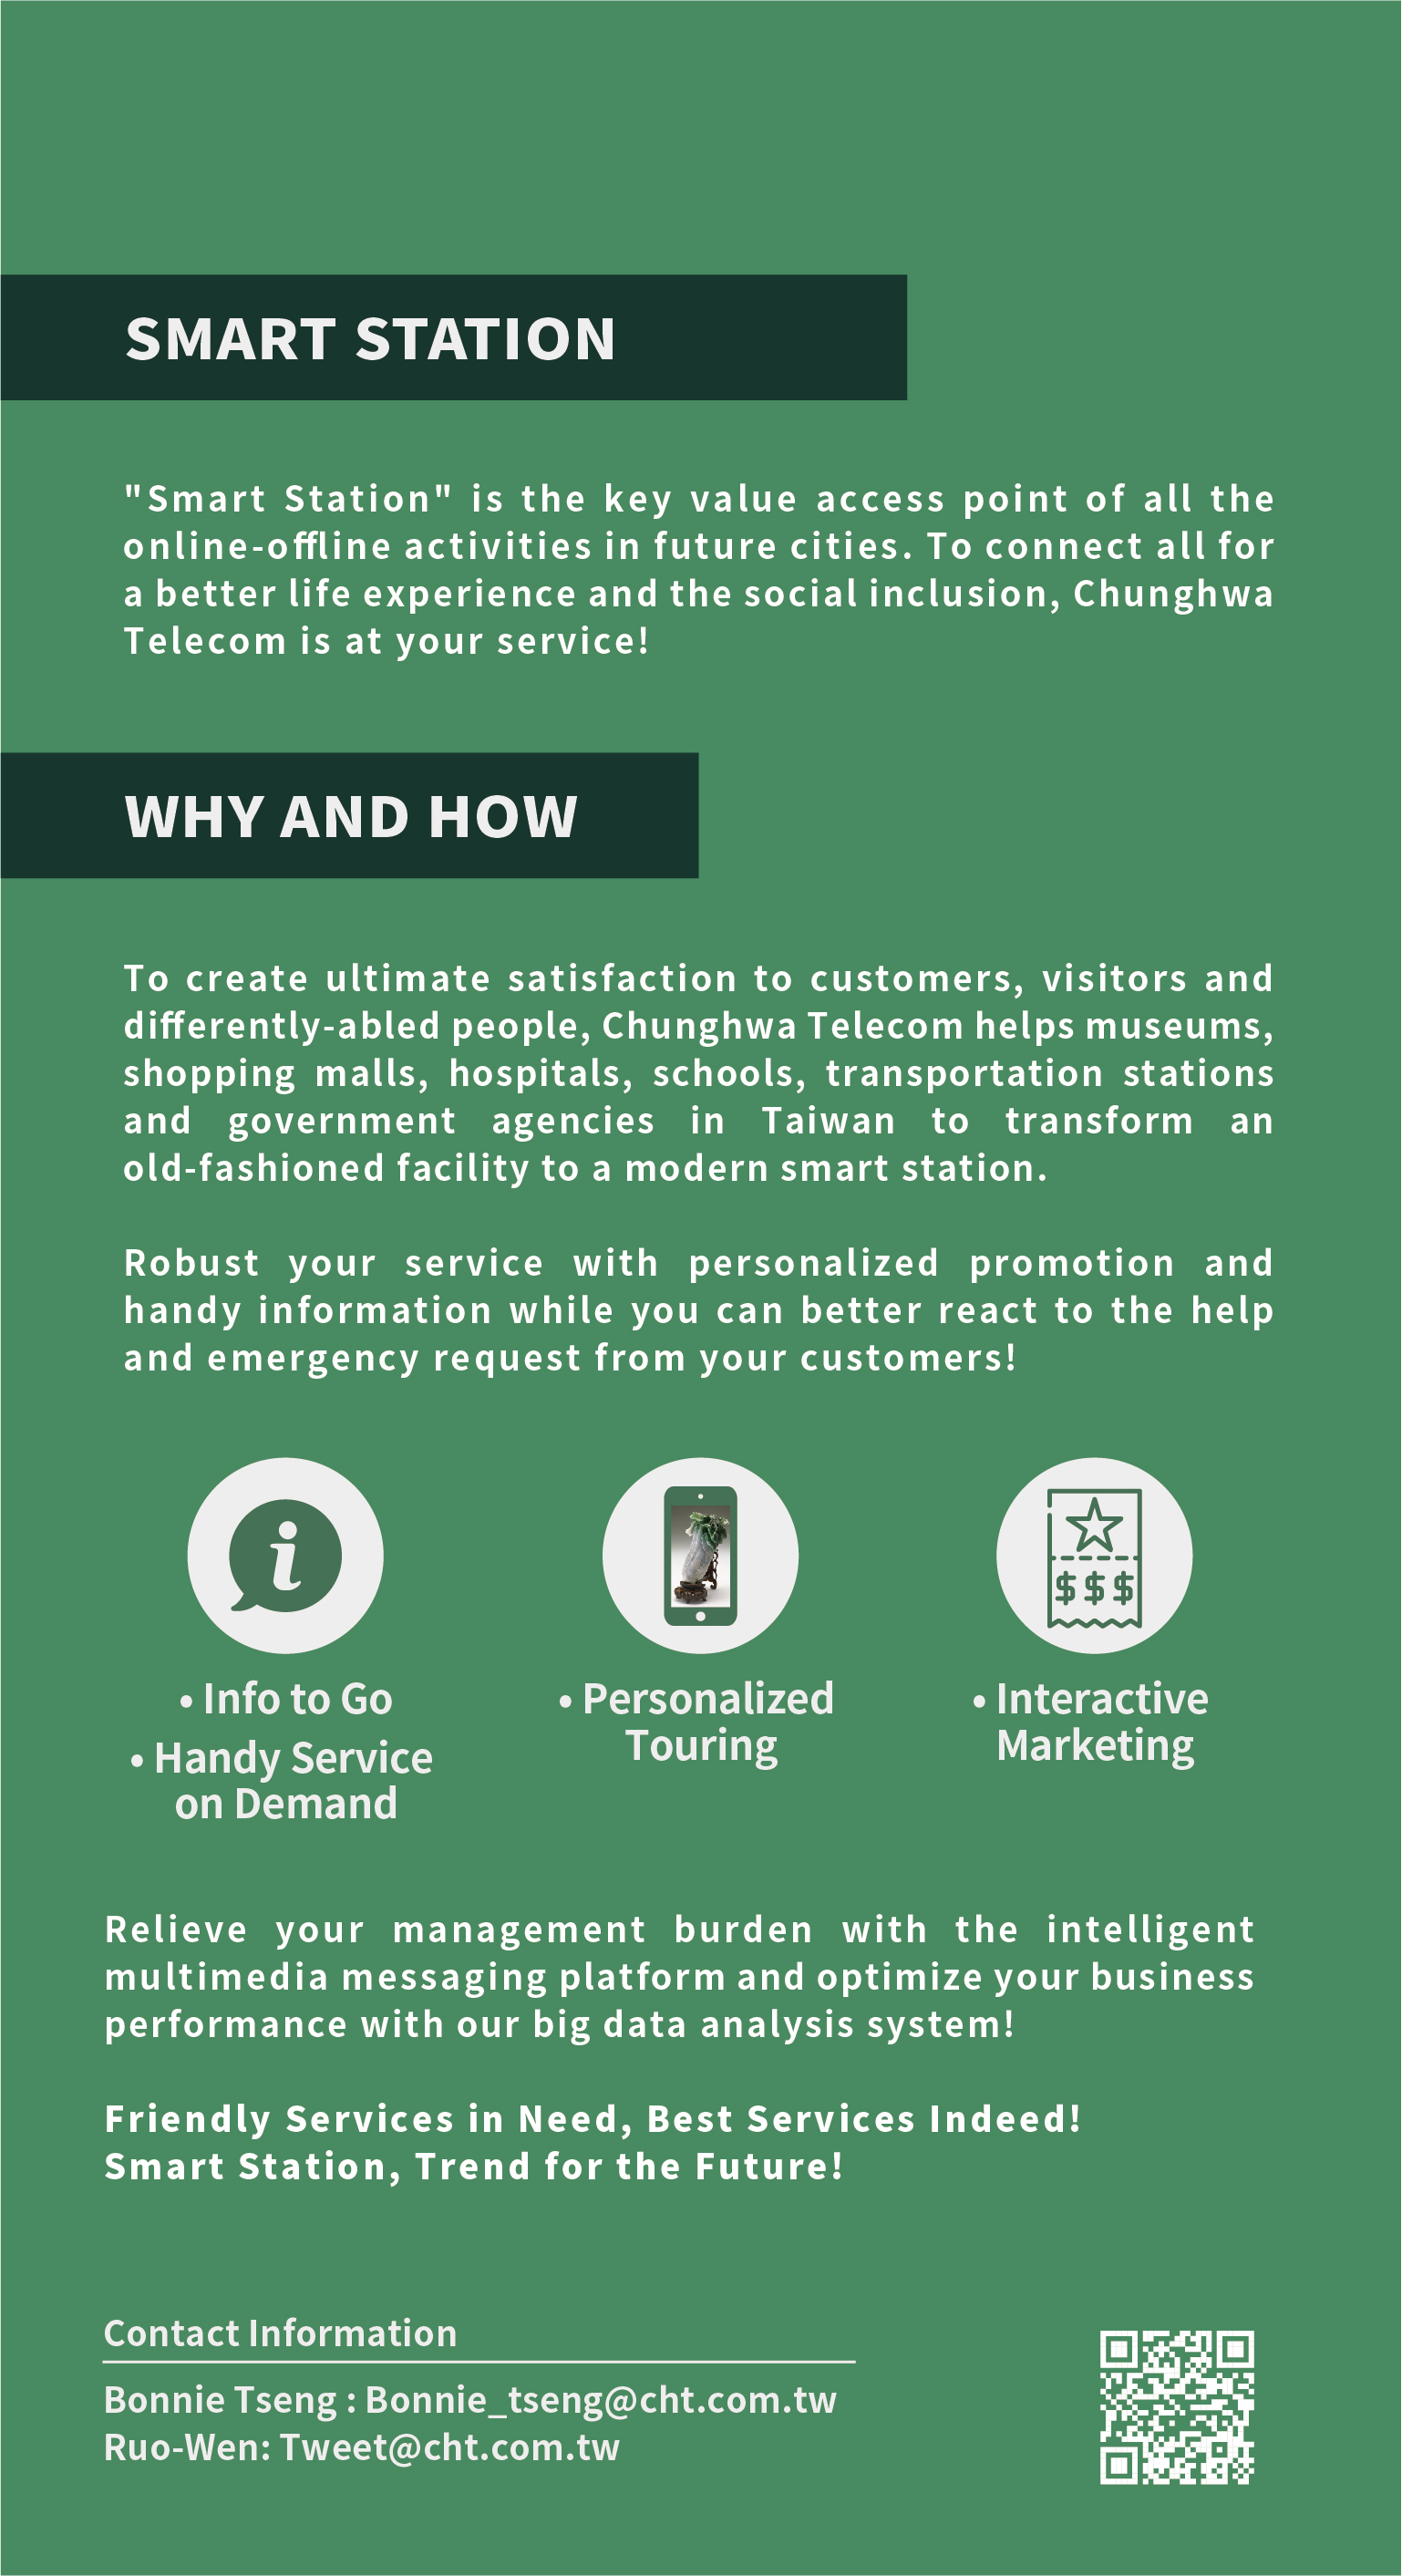 SMART STATION
"Smart Station" is the key value access point of all the
online-offline activities in future cities. To connect all for
a better life experience and the social inclusion, Chunghwa
Telecom is at your service!
WHY AND HOW
To create ultimate satisfaction to customers, visitors and
differently-abled people, Chunghwa Telecom helps museums,
shopping malls, hospitals, schools, transportation stations
and government agencies in Taiwan to transform an
old-fashioned facility to a modern smart station.
Robust your service with personalized promotion and
handy information while you can better react to the help
and emergency request from your customers!
i
$$$
• Info to Go
• Handy Service
on Demand
• Personalized
Touring
• Interactive
Marketing
Relieve your management burden with the intelligent
multimedia messaging platform and optimize your business
performance with our big data analysis system!
Friendly Services in Need, Best Services Indeed!
Smart Station, Trend for the Future!
Contact Information
Bonnie Tseng : Bonnie_tseng@cht.com.tw
Ruo-Wen: Tweet@cht.com.tw